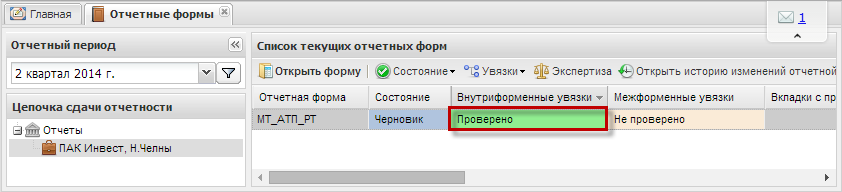 Главная
Отчетные формы
1
Отчетный период
2 квартал 2014 г.
Цепочка сдачи отчетности
Отчеты
ПАК Инвест, Н.Челны
Список текущих отчетных форм
Открыть форму Состояние Увязки Экспертиза Открыть историю изменений отчетной
Отчетная форма Состояние Внутриформенные увязки Межформенные увязки Вкладки с пр
МТ_АТП_РТ Черновик Проверено Не проверено